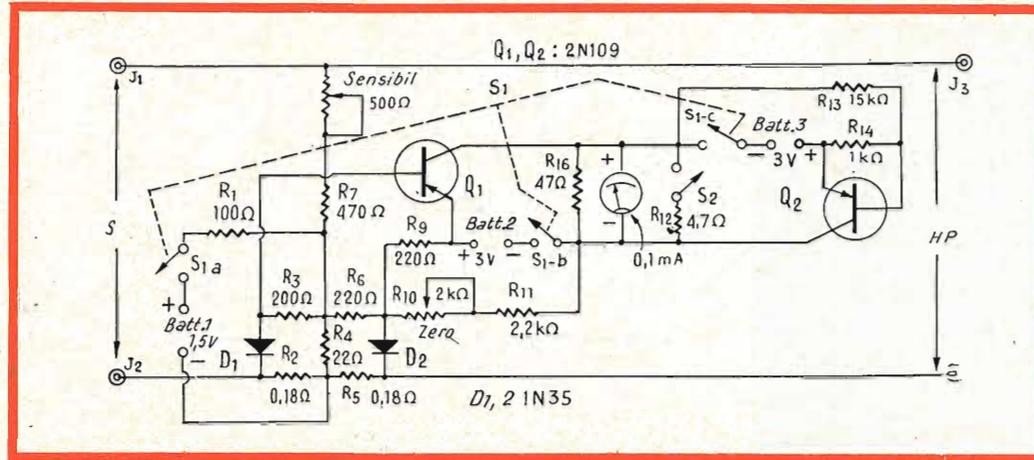 Q1, Q2 : 2N109
J1
Sensibil
500Ω
S1
J3
R13 15kΩ
S1-c
Batt.3
R14
1kΩ
3V
+
−
R1
100Ω
R7
470Ω
Q1
R16
47Ω
+
−
S2
R12
4,7Ω
Q2
S
S1a
R9
220Ω
Batt.2
+ 3V −
S1-b
0,1mA
HP
R3
200Ω
R6
220Ω
R10
2kΩ
Zero
R11
2,2kΩ
+
Batt.1
1,5V
−
D1
R2
0,18Ω
R4
22Ω
R5
0,18Ω
D2
J2
D1, 2 1N35